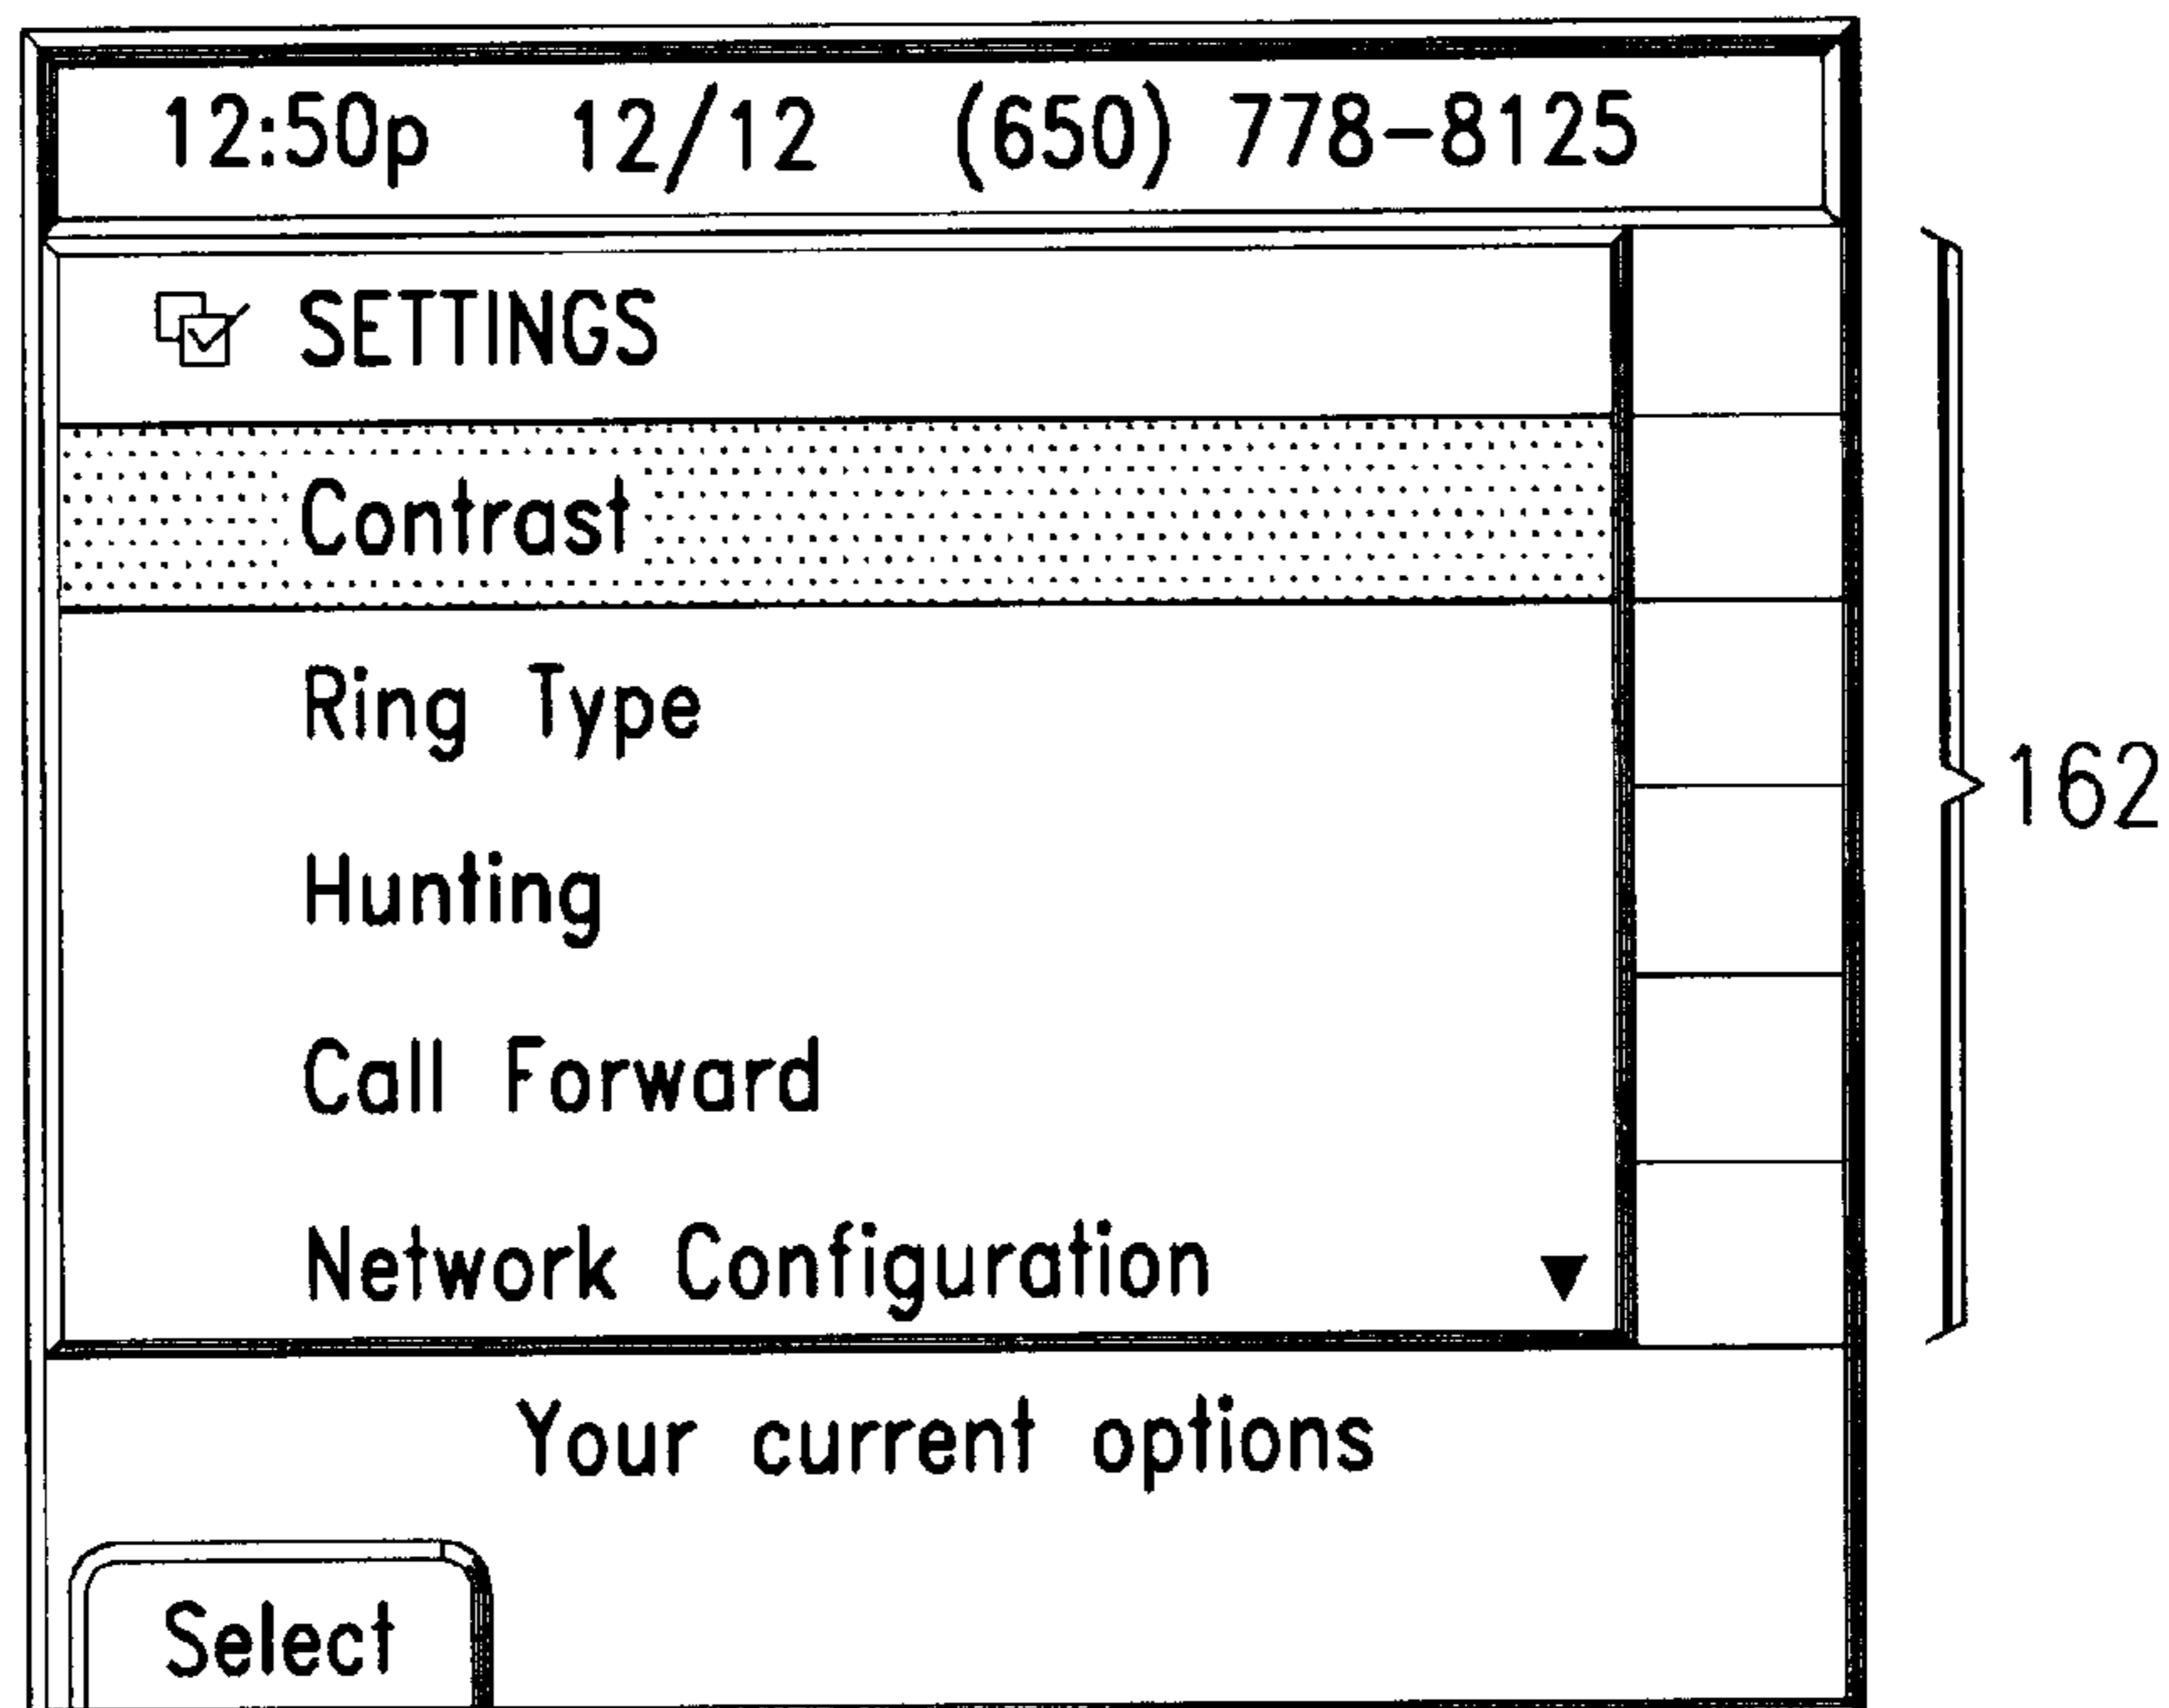 12:50p 12/12 (650) 778-8125
SETTINGS
Contrast
Ring Type
Hunting
162
Call Forward
Network Configuration
Your current options
Select